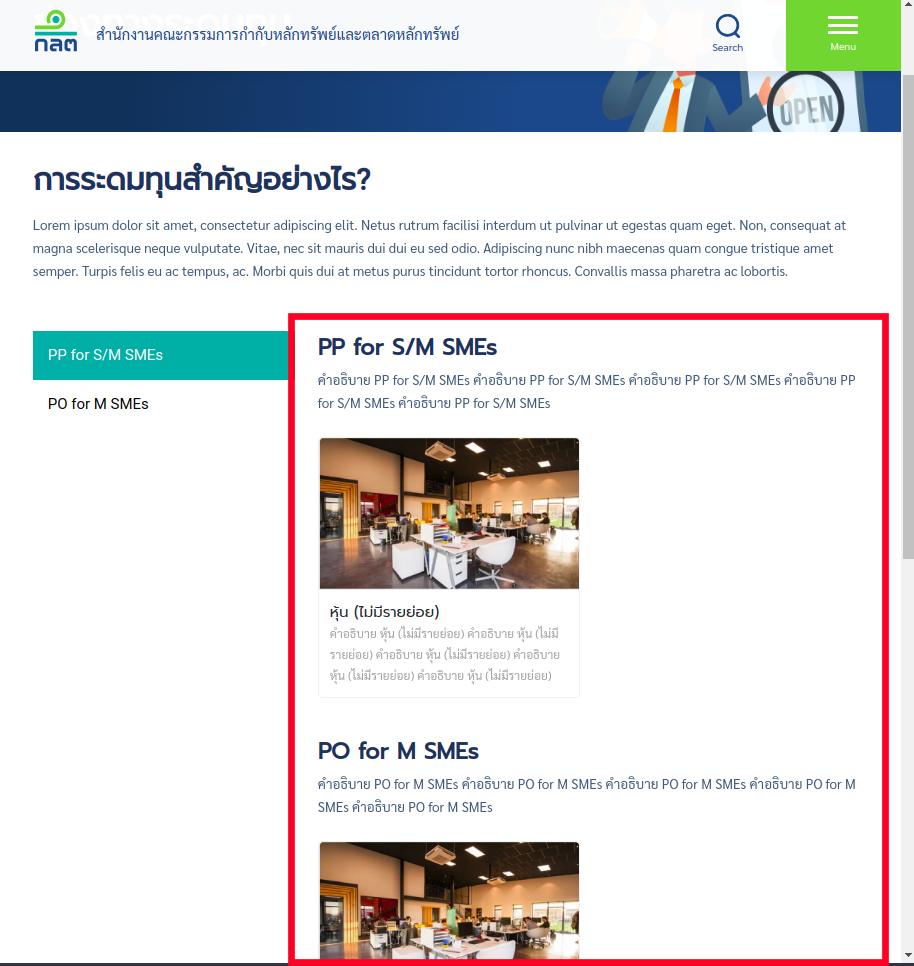 ช่องทางระดมทุน
กลต
สำนักงานคณะกรรมการกำกับหลักทรัพย์และตลาดหลักทรัพย์
Search
Menu
OPEN
การระดมทุนสำคัญอย่างไร?
Lorem ipsum dolor sit amet, consectetur adipiscing elit. Netus rutrum facilisi interdum ut pulvinar ut egestas quam eget. Non, consequat at
magna scelerisque neque vulputate. Vitae, nec sit mauris dui dui eu sed odio. Adipiscing nunc nibh maecenas quam congue tristique amet
semper. Turpis felis eu ac tempus, ac. Morbi quis dui at metus purus tincidunt tortor rhoncus. Convallis massa pharetra ac lobortis.
PP for S/M SMEs
PO for M SMEs
PP for S/M SMEs
คำอธิบาย PP for S/M SMEs คำอธิบาย PP for S/M SMEs คำอธิบาย PP for S/M SMEs คำอธิบาย PP
for S/M SMEs คำอธิบาย PP for S/M SMEs
หุ้น (ไม่มีรายย่อย)
คำอธิบาย หุ้น (ไม่มีรายย่อย) คำอธิบาย หุ้น (ไม่มี
รายย่อย) คำอธิบาย หุ้น (ไม่มีรายย่อย) คำอธิบาย
หุ้น (ไม่มีรายย่อย) คำอธิบาย หุ้น (ไม่มีรายย่อย)
PO for M SMEs
คำอธิบาย PO for M SMEs คำอธิบาย PO for M SMEs คำอธิบาย PO for M SMEs คำอธิบาย PO for M
SMEs คำอธิบาย PO for M SMEs